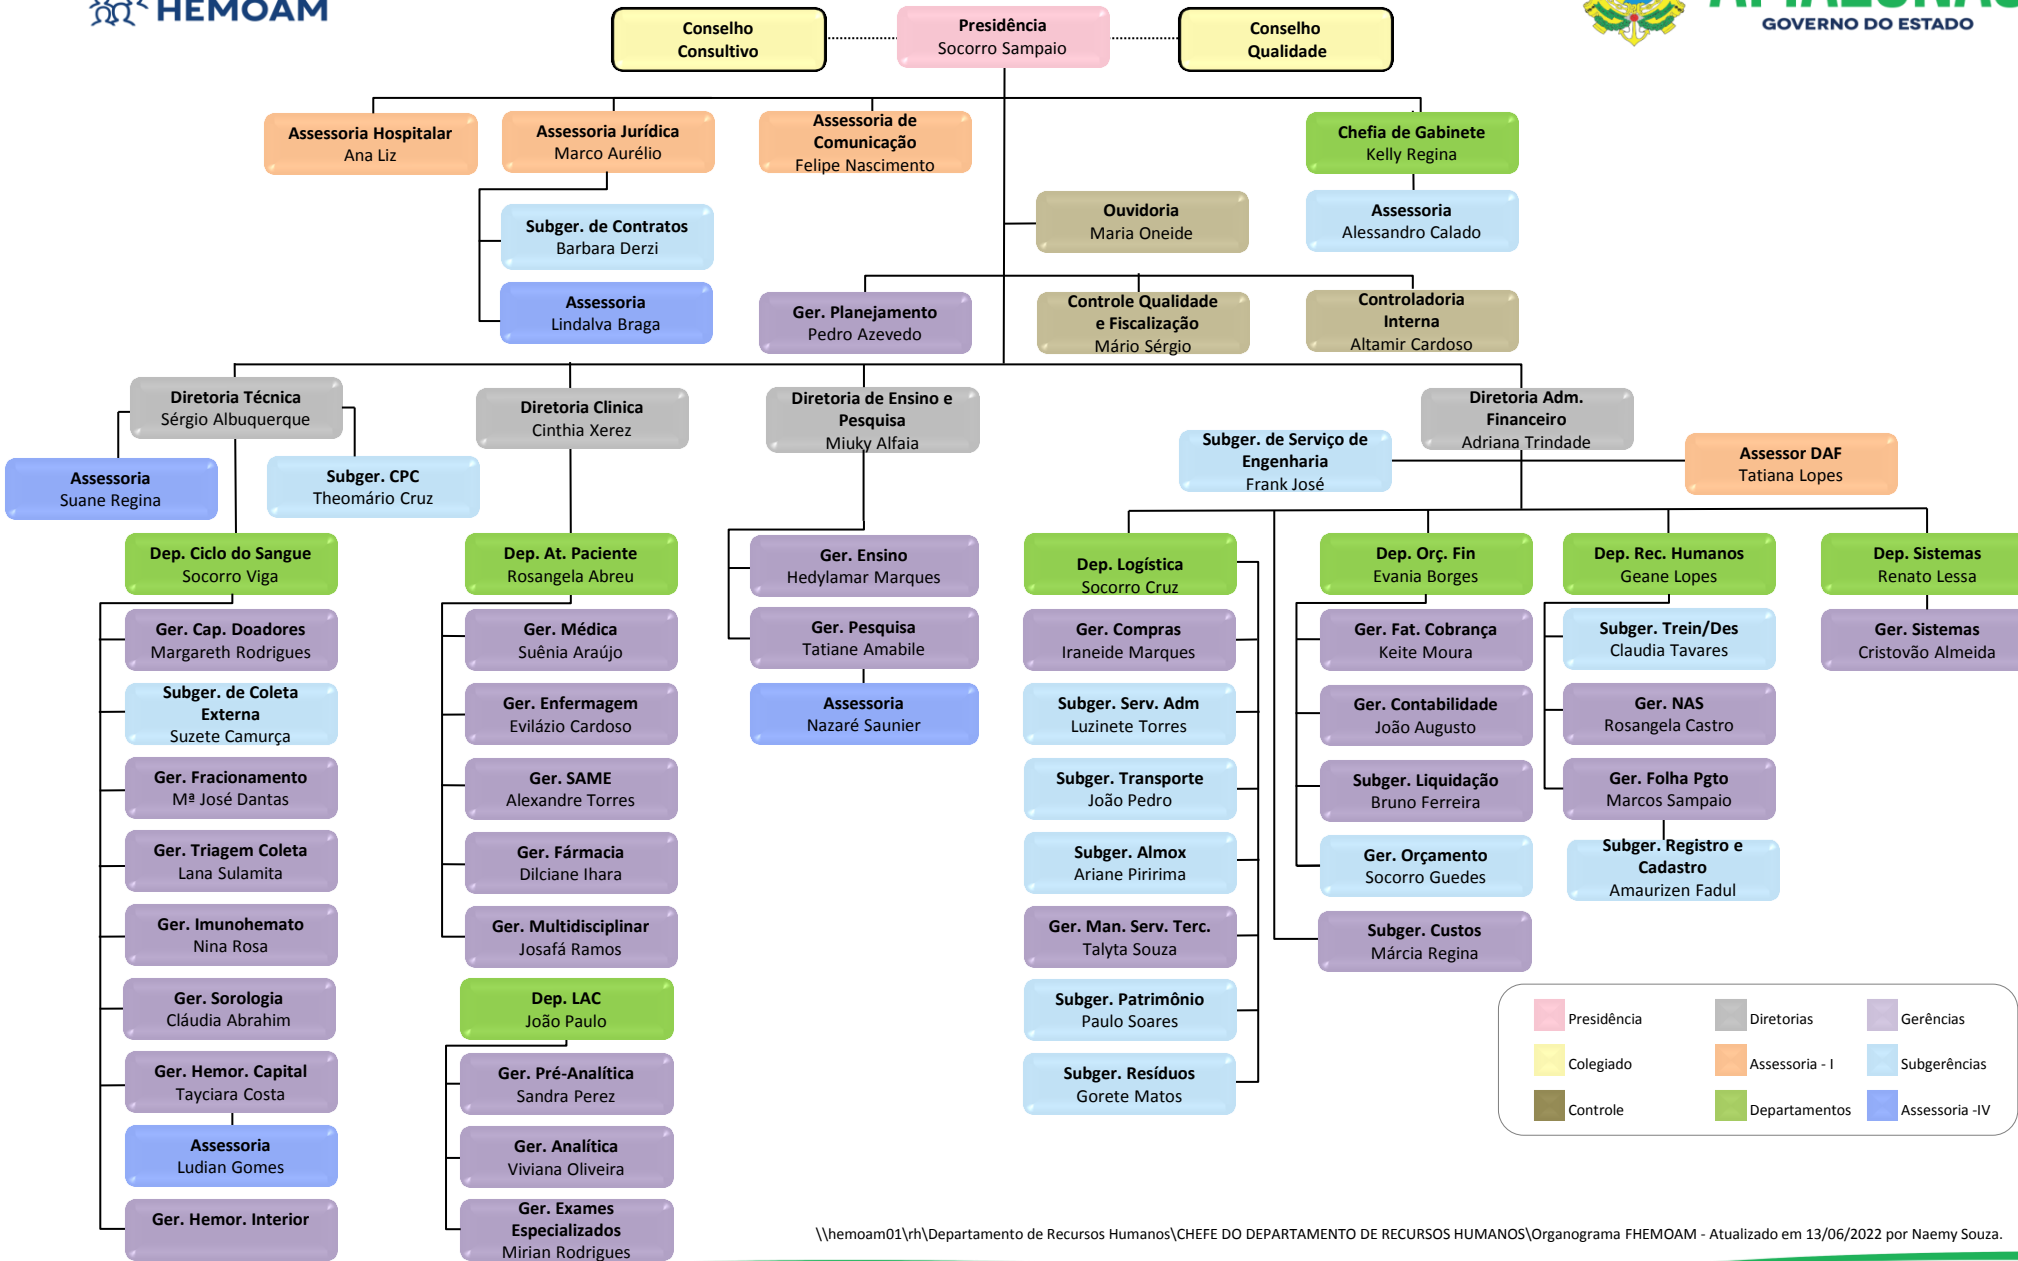 HEMOAM
AMAZONAS
GOVERNO DO ESTADO
Conselho
Consultivo
Presidência
Socorro Sampaio
Conselho
Qualidade
Assessoria Hospitalar
Ana Liz
Assessoria Jurídica
Marco Aurélio
Assessoria de
Comunicação
Felipe Nascimento
Chefia de Gabinete
Kelly Regina
Subger. de Contratos
Barbara Derzi
Ouvidoria
Maria Oneide
Assessoria
Alessandro Calado
Assessoria
Lindalva Braga
Ger. Planejamento
Pedro Azevedo
Controle Qualidade
e Fiscalização
Mário Sérgio
Controladoria
Interna
Altamir Cardoso
Diretoria Técnica
Sérgio Albuquerque
Diretoria Clinica
Cinthia Xerez
Diretoria de Ensino e
Pesquisa
Miuky Alfaia
Diretoria Adm.
Financeiro
Adriana Trindade
Assessoria
Suane Regina
Subger. CPC
Theomário Cruz
Subger. de Serviço de
Engenharia
Frank José
Assessor DAF
Tatiana Lopes
Dep. Ciclo do Sangue
Socorro Viga
Ger. Cap. Doadores
Margareth Rodrigues
Subger. de Coleta
Externa
Suzete Camurça
Ger. Fracionamento
Mª José Dantas
Ger. Triagem Coleta
Lana Sulamita
Ger. Imunohemato
Nina Rosa
Ger. Sorologia
Cláudia Abrahim
Ger. Hemor. Capital
Tayciara Costa
Assessoria
Ludian Gomes
Ger. Hemor. Interior
Dep. At. Paciente
Rosangela Abreu
Ger. Médica
Suênia Araújo
Ger. Enfermagem
Evilázio Cardoso
Ger. SAME
Alexandre Torres
Ger. Fármacia
Dilciane Ihara
Ger. Multidisciplinar
Josafá Ramos
Dep. LAC
João Paulo
Ger. Pré-Analítica
Sandra Perez
Ger. Analítica
Viviana Oliveira
Ger. Exames
Especializados
Mirian Rodrigues
Ger. Ensino
Hedylamar Marques
Ger. Pesquisa
Tatiane Amabile
Assessoria
Nazaré Saunier
Dep. Logística
Socorro Cruz
Ger. Compras
Iraneide Marques
Subger. Serv. Adm
Luzinete Torres
Subger. Transporte
João Pedro
Subger. Almox
Ariane Piririma
Ger. Man. Serv. Terc.
Talyta Souza
Subger. Patrimônio
Paulo Soares
Subger. Resíduos
Gorete Matos
Dep. Orç. Fin
Evania Borges
Ger. Fat. Cobrança
Keite Moura
Ger. Contabilidade
João Augusto
Subger. Liquidação
Bruno Ferreira
Ger. Orçamento
Socorro Guedes
Subger. Custos
Márcia Regina
Dep. Rec. Humanos
Geane Lopes
Subger. Trein/Des
Claudia Tavares
Ger. NAS
Rosangela Castro
Ger. Folha Pgto
Marcos Sampaio
Subger. Registro e
Cadastro
Amaurizen Fadul
Dep. Sistemas
Renato Lessa
Ger. Sistemas
Cristovão Almeida
Presidência
Diretorias
Gerências
Colegiado
Assessoria - I
Subgerências
Controle
Departamentos
Assessoria -IV
\\hemoam01\rh\Departamento de Recursos Humanos\CHEFE DO DEPARTAMENTO DE RECURSOS HUMANOS\Organograma FHEMOAM - Atualizado em 13/06/2022 por Naemy Souza.